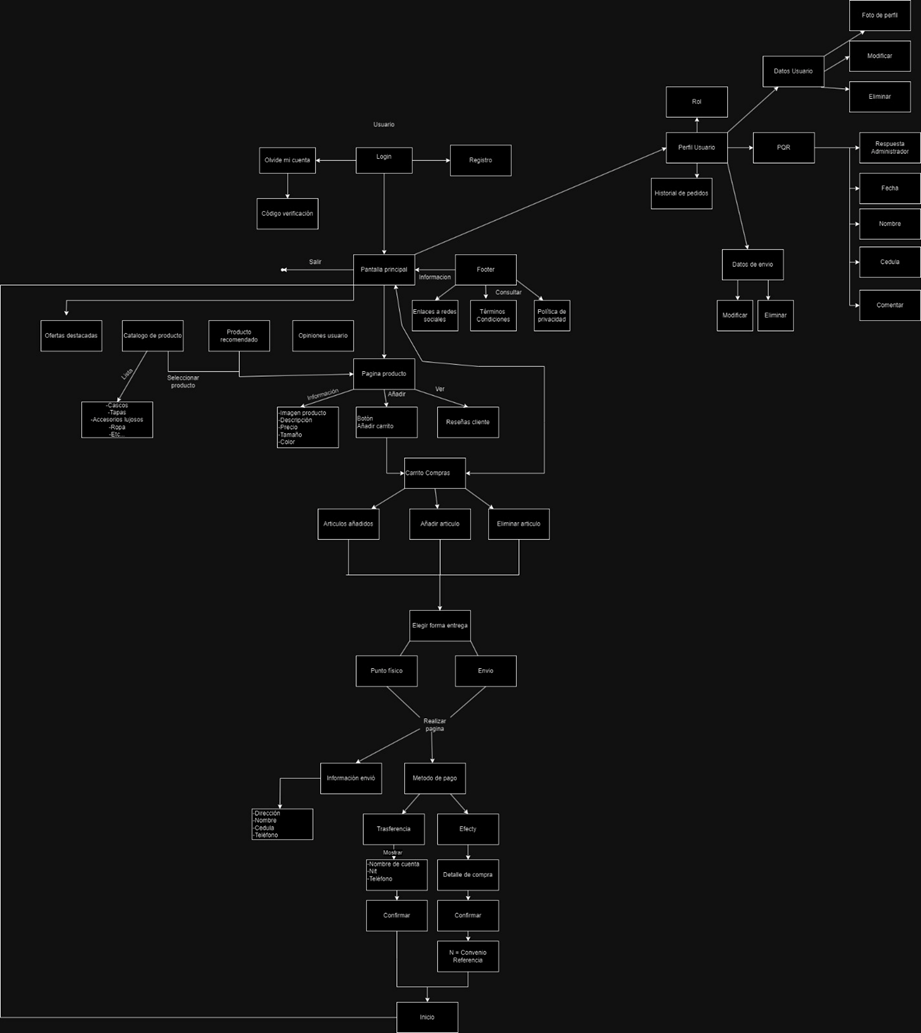 Foto de perfil
Modificar
Datos Usuario
Eliminar
Rol
Usuario
Olvide mi cuenta
Login
Registro
Perfil Usuario
PQR
Respuesta
Administrador
Fecha
Historial de pedidos
Código verificación
Nombre
Salir
Pantalla principal
Informacion
Footer
Datos de envio
Cedula
Consultar
Enlaces a redes
sociales
Términos
Condiciones
Política de
privacidad
Modificar
Eliminar
Comentar
Ofertas destacadas
Catalogo de producto
Producto
recomendado
Opiniones usuario
Lista
Seleccionar
producto
Pagina producto
Información
Añadir
Ver
-Cascos
-Tapas
-Accesorios lujosos
-Ropa
-Etc...
-Imagen producto
-Descripción
-Precio
-Tamaño
-Color
Botón
Añadir carrito
Reseñas cliente
Carrito Compras
Articulos añadidos
Añadir articulo
Eliminar articulo
Elegir forma entrega
Punto físico
Envio
Realizar
pagina
Información envió
Metodo de pago
-Dirección
-Nombre
-Cedula
-Teléfono
Trasferencia
Efecty
Mostrar
-Nombre de cuenta
-Nit
-Teléfono
Detalle de compra
Confirmar
Confirmar
N = Convenio
Referencia
Inicio